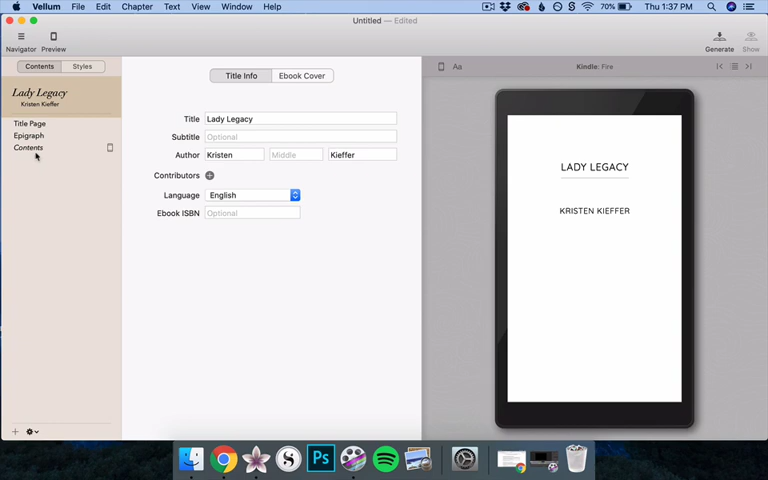 Vellum File Edit Chapter Text View Window Help 70% Thu 1:37 PM
Untitled — Edited
Navigator Preview Generate Show
Contents Styles
Title Info Ebook Cover
Aa Kindle: Fire
Lady Legacy
Kristen Kieffer
Title Page
Epigraph
Contents
Title Lady Legacy
Subtitle Optional
Author Kristen Middle Kieffer
Contributors
Language English
Ebook ISBN Optional
LADY LEGACY
KRISTEN KIEFFER
S
Ps